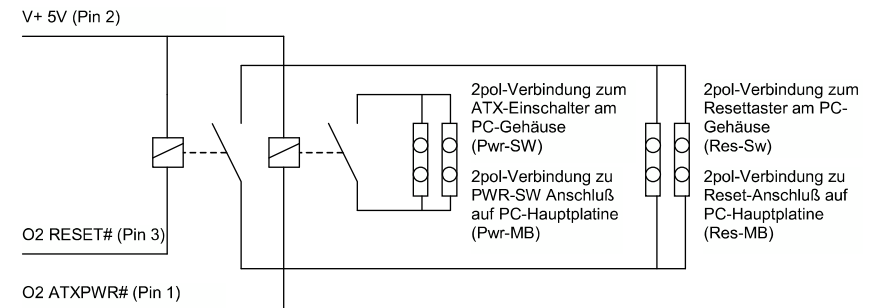 V+ 5V (Pin 2)
2pol-Verbindung zum
ATX-Einschalter am
PC-Gehäuse
(Pwr-SW)
2pol-Verbindung zu
PWR-SW Anschluß
auf PC-Hauptplatine
(Pwr-MB)
2pol-Verbindung zum
Resettaster am PC-
Gehäuse
(Res-Sw)
2pol-Verbindung zu
Reset-Anschluß auf
PC-Hauptplatine
(Res-MB)
O2 RESET# (Pin 3)
O2 ATXPWR# (Pin 1)